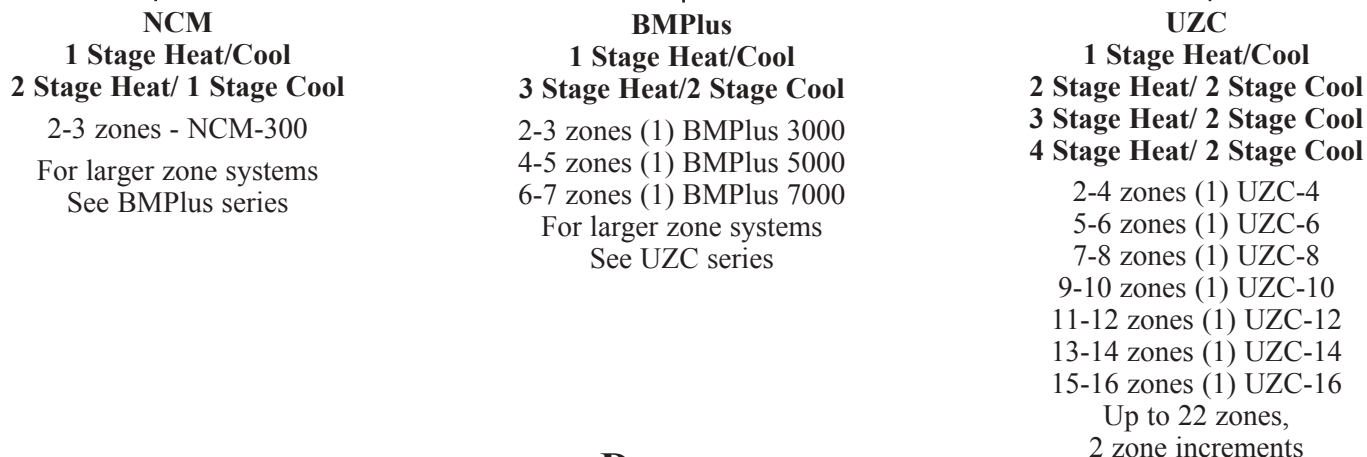 NCM
1 Stage Heat/Cool
2 Stage Heat/ 1 Stage Cool
2-3 zones - NCM-300
For larger zone systems
See BMPlus series
BMPlus
1 Stage Heat/Cool
3 Stage Heat/2 Stage Cool
2-3 zones (1) BMPlus 3000
4-5 zones (1) BMPlus 5000
6-7 zones (1) BMPlus 7000
For larger zone systems
See UZC series
UZC
1 Stage Heat/Cool
2 Stage Heat/ 2 Stage Cool
3 Stage Heat/ 2 Stage Cool
4 Stage Heat/ 2 Stage Cool
2-4 zones (1) UZC-4
5-6 zones (1) UZC-6
7-8 zones (1) UZC-8
9-10 zones (1) UZC-10
11-12 zones (1) UZC-12
13-14 zones (1) UZC-14
15-16 zones (1) UZC-16
Up to 22 zones,
2 zone increments